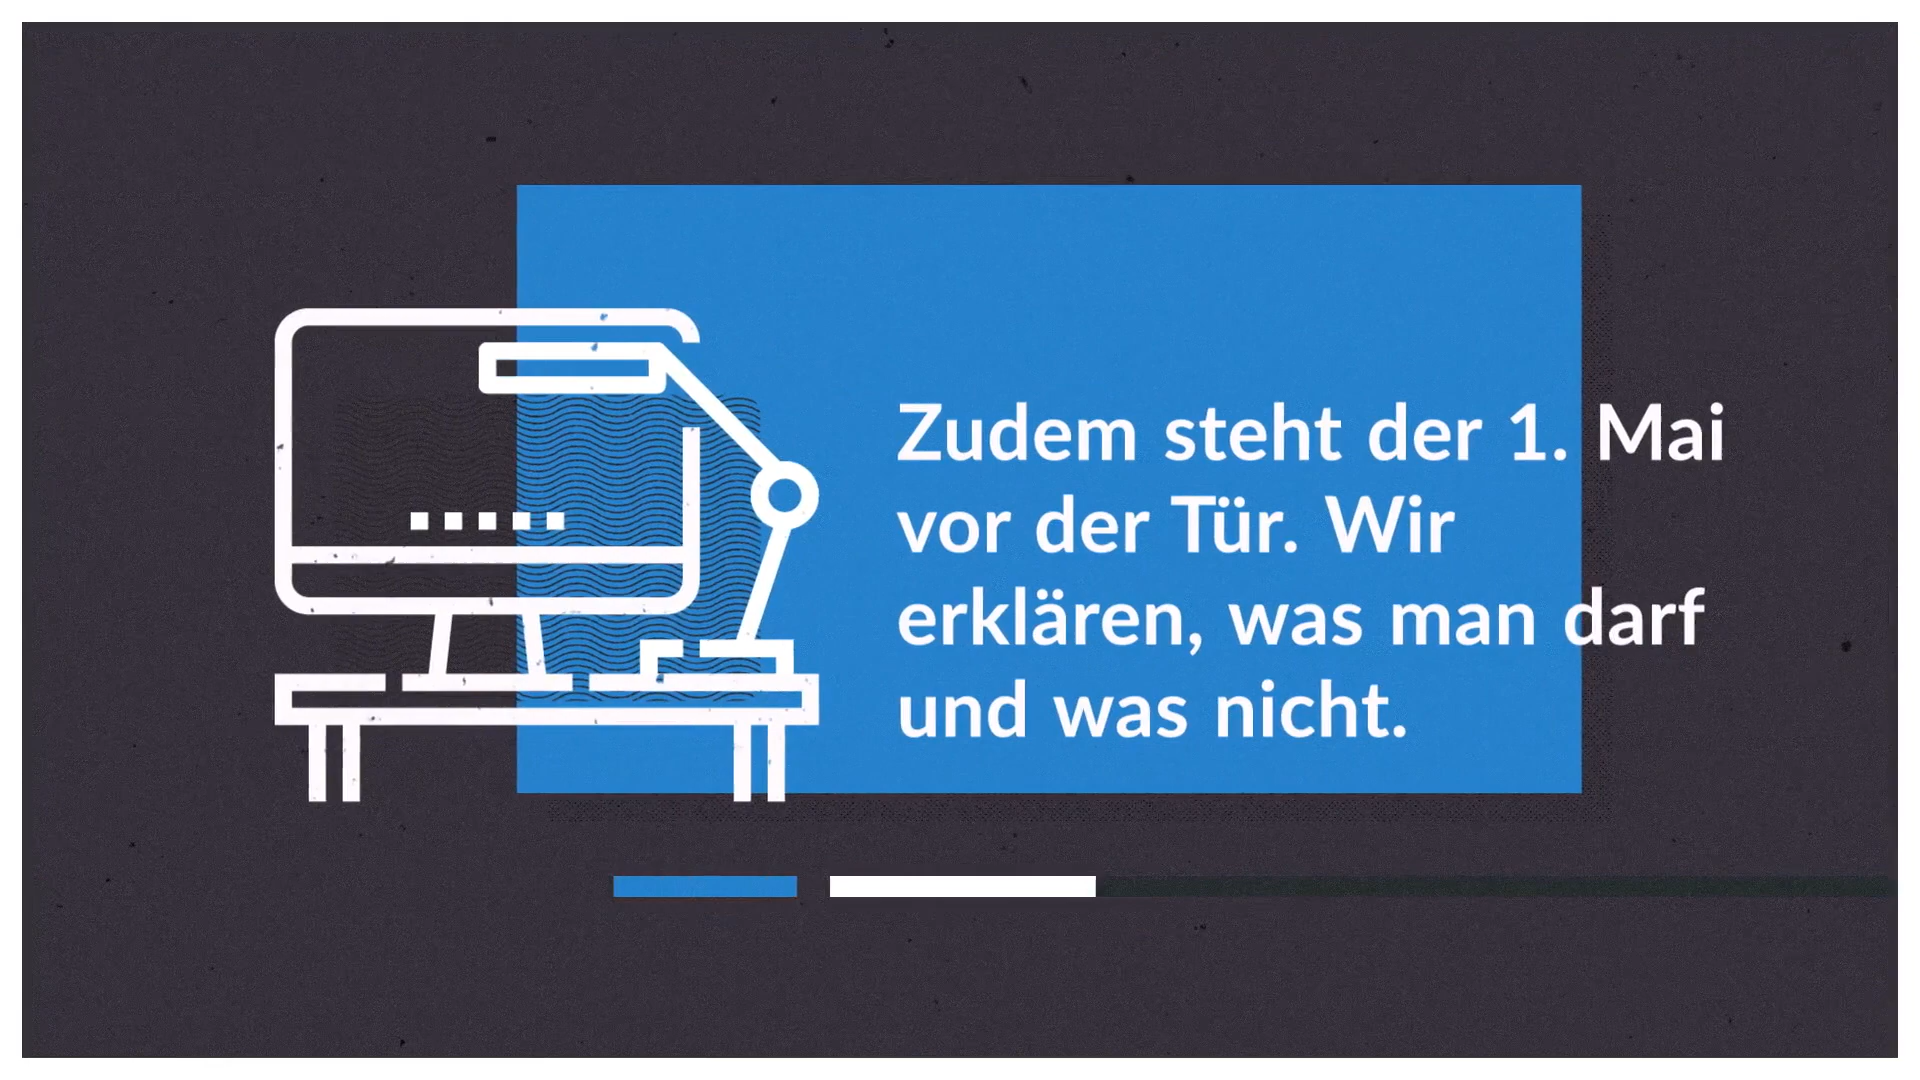 Zudem steht der 1. Mai
vor der Tür. Wir
erklären, was man darf
und was nicht.